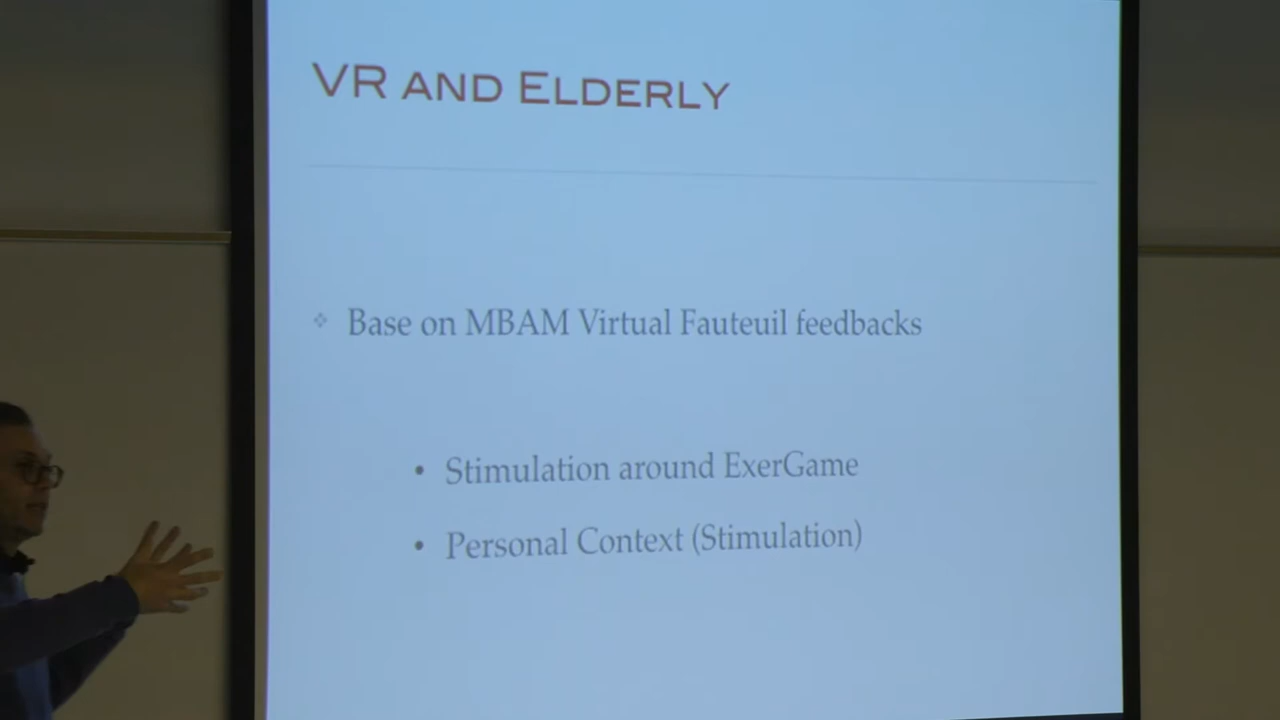 VR and Elderly
Base on MBAM Virtual Fauteuil feedbacks
Stimulation around ExerGame
Personal Context (Stimulation)